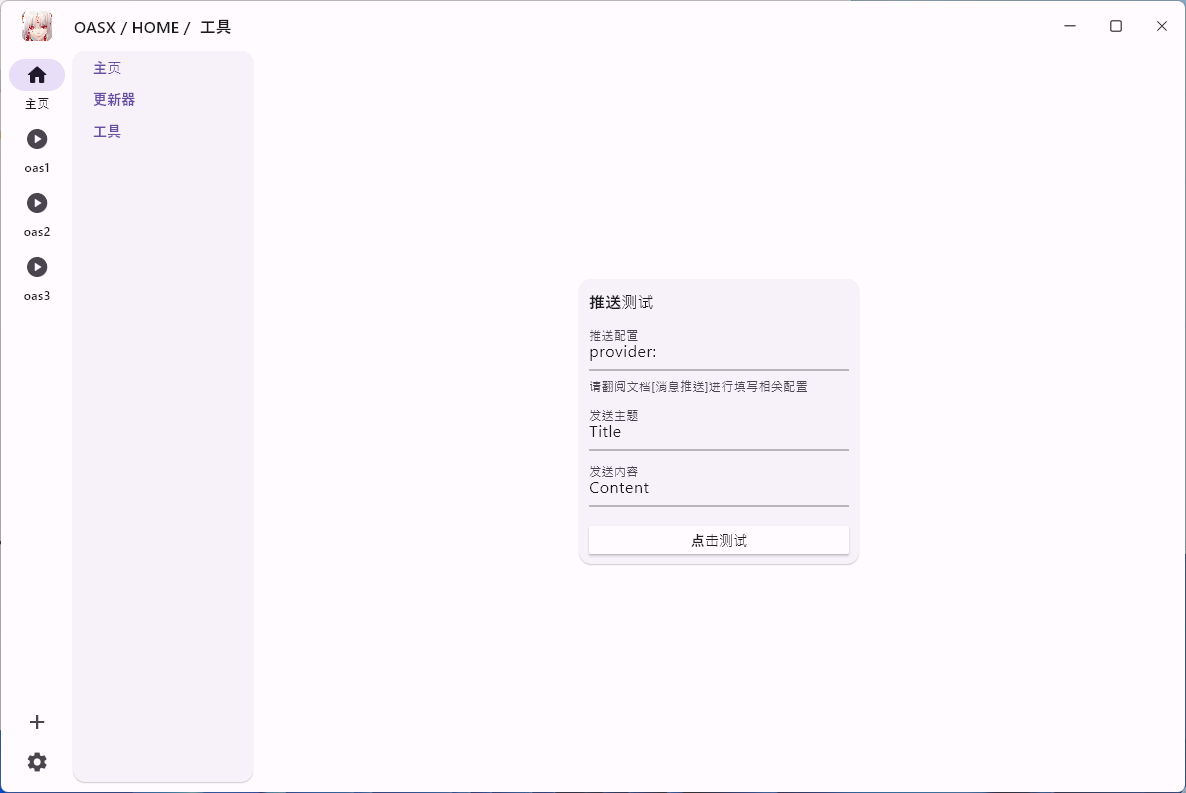 OASX / HOME / 工具
主页
oas1
oas2
oas3
主页
更新器
工具
推送测试
推送配置
provider:
请翻阅文档[消息推送]进行填写相关配置
发送主题
Title
发送内容
Content
点击测试